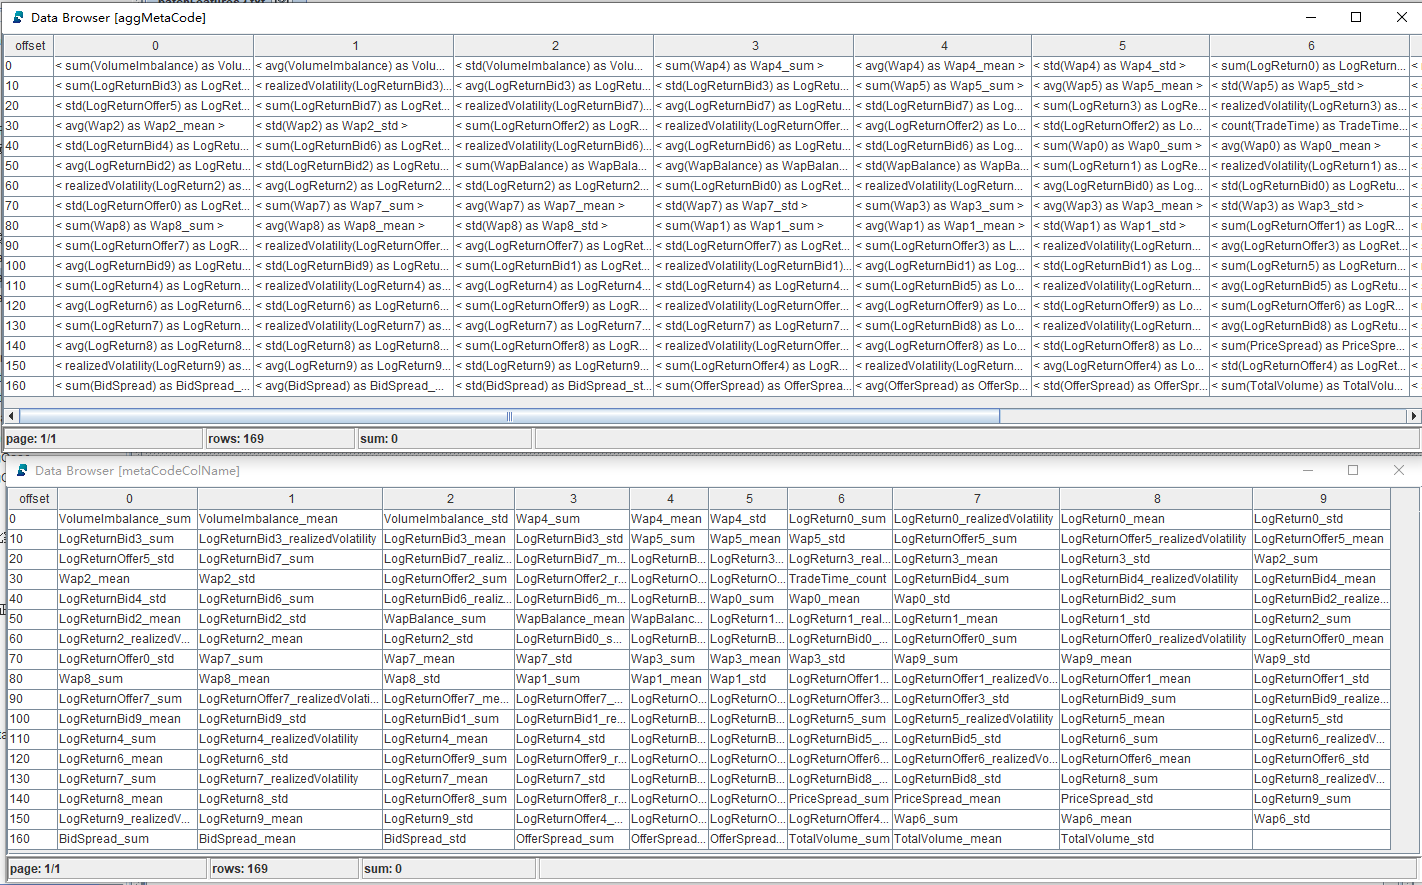 Data Browser [aggMetaCode]
offset 0 1 2 3 4 5 6
0 < sum(VolumeImbalance) as Volu... < avg(VolumeImbalance) as Volu... < std(VolumeImbalance) as Volu... < sum(Wap4) as Wap4_sum > < avg(Wap4) as Wap4_mean > < std(Wap4) as Wap4_std > < sum(LogReturn0) as LogReturn... <
10 < sum(LogReturnBid3) as LogRet... < realizedVolatility(LogReturnBid3)... < avg(LogReturnBid3) as LogRetu... < std(LogReturnBid3) as LogRet... < sum(Wap5) as Wap5_sum > < avg(Wap5) as Wap5_mean > < std(Wap5) as Wap5_std > <
20 < std(LogReturnOffer5) as LogRet... < sum(LogReturnBid7) as LogRet... < realizedVolatility(LogReturnBid7)... < avg(LogReturnBid7) as LogRetu... < std(LogReturnBid7) as Log... < sum(LogReturn3) as LogRe... < realizedVolatility(LogReturn3) as... <
30 < avg(Wap2) as Wap2_mean > < std(Wap2) as Wap2_std > < sum(LogReturnOffer2) as LogR... < realizedVolatility(LogReturnOffer... < avg(LogReturnOffer2) as Lo... < std(LogReturnOffer2) as Lo... < count(TradeTime) as TradeTime... <
40 < std(LogReturnBid4) as LogRetu... < sum(LogReturnBid6) as LogRet... < realizedVolatility(LogReturnBid6)... < avg(LogReturnBid6) as LogRetu... < std(LogReturnBid6) as Log... < sum(Wap0) as Wap0_sum > < avg(Wap0) as Wap0_mean > <
50 < avg(LogReturnBid2) as LogRetu... < std(LogReturnBid2) as LogRetu... < sum(WapBalance) as WapBala... < avg(WapBalance) as WapBalan... < std(WapBalance) as WapBa... < sum(LogReturn1) as LogRe... < realizedVolatility(LogReturn1) as... <
60 < realizedVolatility(LogReturn2) as... < avg(LogReturn2) as LogReturn2... < std(LogReturn2) as LogReturn2... < sum(LogReturnBid0) as LogRet... < realizedVolatility(LogReturn... < avg(LogReturnBid0) as Log... < std(LogReturnBid0) as LogRetu... <
70 < std(LogReturnOffer0) as LogRet... < sum(Wap7) as Wap7_sum > < avg(Wap7) as Wap7_mean > < std(Wap7) as Wap7_std > < sum(Wap3) as Wap3_sum > < avg(Wap3) as Wap3_mean > < std(Wap3) as Wap3_std > <
80 < sum(Wap8) as Wap8_sum > < avg(Wap8) as Wap8_mean > < std(Wap8) as Wap8_std > < sum(Wap1) as Wap1_sum > < avg(Wap1) as Wap1_mean > < std(Wap1) as Wap1_std > < sum(LogReturnOffer1) as LogR... <
90 < sum(LogReturnOffer7) as LogR... < realizedVolatility(LogReturnOffer... < avg(LogReturnOffer7) as LogRet... < std(LogReturnOffer7) as LogRet... < sum(LogReturnOffer3) as L... < realizedVolatility(LogReturn... < avg(LogReturnOffer3) as LogRet... <
100 < avg(LogReturnBid9) as LogRetu... < std(LogReturnBid9) as LogRetu... < sum(LogReturnBid1) as LogRet... < realizedVolatility(LogReturnBid1)... < avg(LogReturnBid1) as Log... < std(LogReturnBid1) as Log... < sum(LogReturn5) as LogReturn... <
110 < sum(LogReturn4) as LogReturn... < realizedVolatility(LogReturn4) as... < avg(LogReturn4) as LogReturn4... < std(LogReturn4) as LogReturn4... < sum(LogReturnBid5) as Log... < realizedVolatility(LogReturn... < avg(LogReturnBid5) as LogRetu... <
120 < avg(LogReturn6) as LogReturn6... < std(LogReturn6) as LogReturn6... < sum(LogReturnOffer9) as LogR... < realizedVolatility(LogReturnOffer... < avg(LogReturnOffer9) as Lo... < std(LogReturnOffer9) as Lo... < sum(LogReturnOffer6) as LogR... <
130 < sum(LogReturn7) as LogReturn... < realizedVolatility(LogReturn7) as... < avg(LogReturn7) as LogReturn7... < std(LogReturn7) as LogReturn7... < sum(LogReturnBid8) as Log... < realizedVolatility(LogReturn... < avg(LogReturnBid8) as LogRetu... <
140 < avg(LogReturn8) as LogReturn8... < std(LogReturn8) as LogReturn8... < sum(LogReturnOffer8) as LogR... < realizedVolatility(LogReturnOffer... < avg(LogReturnOffer8) as Lo... < std(LogReturnOffer8) as Lo... < sum(PriceSpread) as PriceSpre... <
150 < realizedVolatility(LogReturn9) as... < avg(LogReturn9) as LogReturn9... < std(LogReturn9) as LogReturn9... < sum(LogReturnOffer4) as LogR... < realizedVolatility(LogReturn... < avg(LogReturnOffer4) as Lo... < std(LogReturnOffer4) as LogRet... <
160 < sum(BidSpread) as BidSpread_... < avg(BidSpread) as BidSpread_... < std(BidSpread) as BidSpread_st... < sum(OfferSpread) as OfferSprea... < avg(OfferSpread) as OfferSp... < std(OfferSpread) as OfferSpr... < sum(TotalVolume) as TotalVolu... <
page: 1/1 rows: 169 sum: 0
Data Browser [metaCodeColName]
offset 0 1 2 3 4 5 6 7 8 9
0 VolumeImbalance_sum VolumeImbalance_mean VolumeImbalance_std Wap4_sum Wap4_mean Wap4_std LogReturn0_sum LogReturn0_realizedVolatility LogReturn0_mean LogReturn0_std
10 LogReturnBid3_sum LogReturnBid3_realizedVolatility LogReturnBid3_mean LogReturnBid3_std Wap5_sum Wap5_mean Wap5_std LogReturnOffer5_sum LogReturnOffer5_realizedVolatility LogReturnOffer5_mean
20 LogReturnOffer5_std LogReturnBid7_sum LogReturnBid7_realiz... LogReturnBid7_m... LogReturnB... LogReturn3... LogReturn3_real... LogReturn3_mean LogReturn3_std Wap2_sum
30 Wap2_mean Wap2_std LogReturnOffer2_sum LogReturnOffer2_r... LogReturnO... LogReturnO... TradeTime_count LogReturnBid4_sum LogReturnBid4_realizedVolatility LogReturnBid4_mean
40 LogReturnBid4_std LogReturnBid6_sum LogReturnBid6_realiz... LogReturnBid6_m... LogReturnB... Wap0_sum Wap0_mean Wap0_std LogReturnBid2_sum LogReturnBid2_realize...
50 LogReturnBid2_mean LogReturnBid2_std WapBalance_sum WapBalance_mean WapBalanc... LogReturn1... LogReturn1_real... LogReturn1_mean LogReturn1_std LogReturn2_sum
60 LogReturn2_realizedV... LogReturn2_mean LogReturn2_std LogReturnBid0_s... LogReturnB... LogReturnB... LogReturnBid0_... LogReturnOffer0_sum LogReturnOffer0_realizedVolatility LogReturnOffer0_mean
70 LogReturnOffer0_std Wap7_sum Wap7_mean Wap7_std Wap3_sum Wap3_mean Wap3_std Wap9_sum Wap9_mean Wap9_std
80 Wap8_sum Wap8_mean Wap8_std Wap1_sum Wap1_mean Wap1_std LogReturnOffer1... LogReturnOffer1_realizedVo... LogReturnOffer1_mean LogReturnOffer1_std
90 LogReturnOffer7_sum LogReturnOffer7_realizedVolati... LogReturnOffer7_me... LogReturnOffer7_... LogReturnO... LogReturnO... LogReturnOffer3... LogReturnOffer3_std LogReturnBid9_sum LogReturnBid9_realize...
100 LogReturnBid9_mean LogReturnBid9_std LogReturnBid1_sum LogReturnBid1_re... LogReturnB... LogReturnB... LogReturn5_sum LogReturn5_realizedVolatility LogReturn5_mean LogReturn5_std
110 LogReturn4_sum LogReturn4_realizedVolatility LogReturn4_mean LogReturn4_std LogReturnB... LogReturnB... LogReturnBid5_... LogReturnBid5_std LogReturn6_sum LogReturn6_realizedV...
120 LogReturn6_mean LogReturn6_std LogReturnOffer9_sum LogReturnOffer9_r... LogReturnO... LogReturnO... LogReturnOffer6... LogReturnOffer6_realizedVo... LogReturnOffer6_mean LogReturnOffer6_std
130 LogReturn7_sum LogReturn7_realizedVolatility LogReturn7_mean LogReturn7_std LogReturnB... LogReturnB... LogReturnBid8_... LogReturnBid8_std LogReturn8_sum LogReturn8_realizedV...
140 LogReturn8_mean LogReturn8_std LogReturnOffer8_sum LogReturnOffer8_r... LogReturnO... LogReturnO... PriceSpread_sum PriceSpread_mean PriceSpread_std LogReturn9_sum
150 LogReturn9_realizedV... LogReturn9_mean LogReturn9_std LogReturnOffer4_... LogReturnO... LogReturnO... LogReturnOffer4... Wap6_sum Wap6_mean Wap6_std
160 BidSpread_sum BidSpread_mean BidSpread_std OfferSpread_sum OfferSpread... OfferSpread... TotalVolume_sum TotalVolume_mean TotalVolume_std
page: 1/1 rows: 169 sum: 0